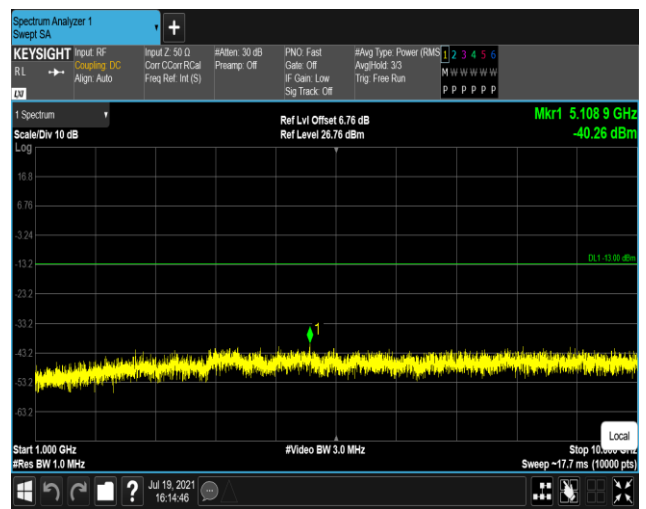 Spectrum Analyzer 1
Swept SA
+
KEYSIGHT
RL
LXI
Input: RF
Coupling: DC
Align: Auto
Input Z: 50 Ω
Corr CCorr RCal
Freq Ref: Int (S)
#Atten: 30 dB
Preamp: Off
PNO: Fast
Gate: Off
IF Gain: Low
Sig Track: Off
#Avg Type: Power (RMS
Avg|Hold: 3/3
Trig: Free Run
1 2 3 4 5 6
M W W W W W
P P P P P P
1 Spectrum
Scale/Div 10 dB
Log
Ref Lvl Offset 6.76 dB
Ref Level 26.76 dBm
Mkr1 5.108 9 GHz
-40.26 dBm
16.8
6.76
-3.24
-13.2
-23.2
-33.2
-43.2
-53.2
-63.2
DL1 -13.00 dBm
1
Local
Start 1.000 GHz
#Res BW 1.0 MHz
#Video BW 3.0 MHz
Stop 10.000 GHz
Sweep ~17.7 ms (10000 pts)
?
Jul 19, 2021
16:14:46